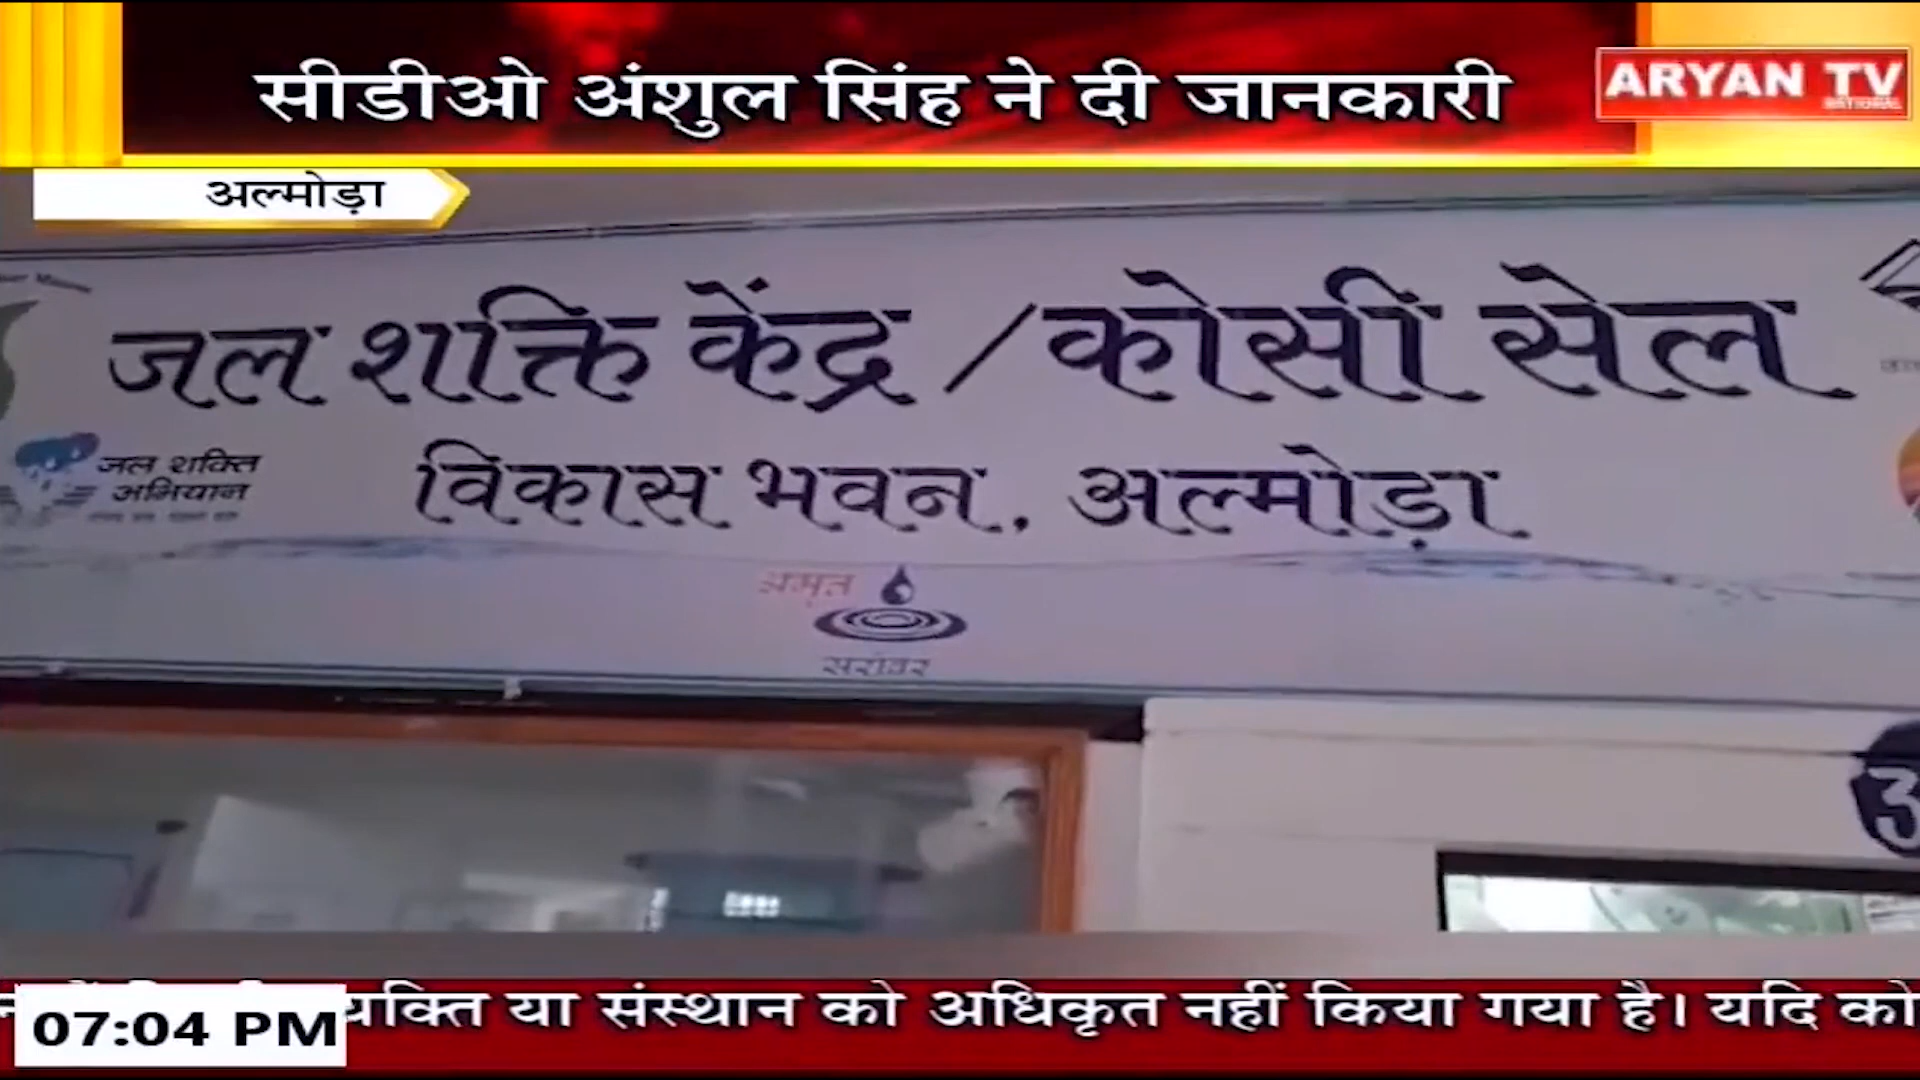 सीडीओ अंशुल सिंह ने दी जानकारी
ARYAN TV
NATIONAL
अल्मोड़ा
जल शक्ति केंद्र /कोसी सेल
जल शक्ति
अभियान
विकास भवन, अल्मोड़ा
अमृत
सरोवर
07:04 PM
या संस्थान को अधिकृत नहीं किया गया है। यदि